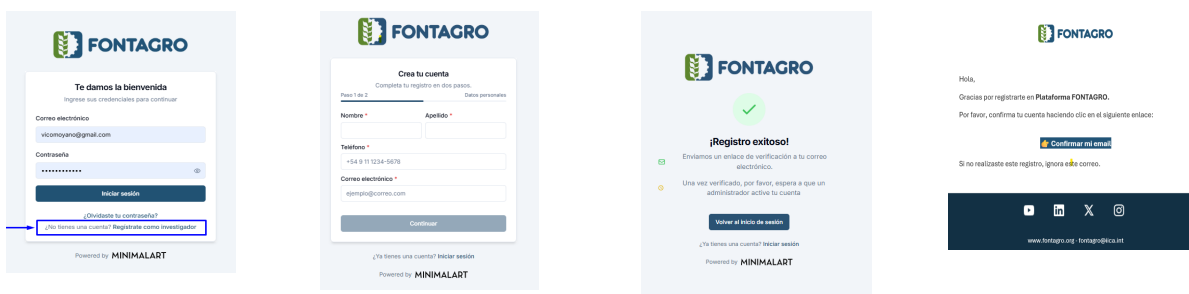 FONTAGRO
Te damos la bienvenida
Ingrese sus credenciales para continuar
Correo electrónico
vicomoyano@gmail.com
Contraseña
••••••••••••
Iniciar sesión
¿Olvidaste tu contraseña?
¿No tienes una cuenta? Regístrate como investigador
Powered by MINIMALART
FONTAGRO
Crea tu cuenta
Completa tu registro en dos pasos.
Paso 1 de 2 Datos personales
Nombre * Apellido *
Teléfono *
+54 9 11 1234-5678
Correo electrónico *
ejemplo@correo.com
Continuar
¿Ya tienes una cuenta? Iniciar sesión
Powered by MINIMALART
FONTAGRO
¡Registro exitoso!
Enviamos un enlace de verificación a tu correo
electrónico.
Una vez verificado, por favor, espera a que un
administrador active tu cuenta
Volver al inicio de sesión
¿Ya tienes una cuenta? Iniciar sesión
Powered by MINIMALART
FONTAGRO
Hola,
Gracias por registrarte en Plataforma FONTAGRO.
Por favor, confirma tu cuenta haciendo clic en el siguiente enlace:
👉 Confirmar mi email
Si no realizaste este registro, ignora este correo.
www.fontagro.org - fontagro@iica.int